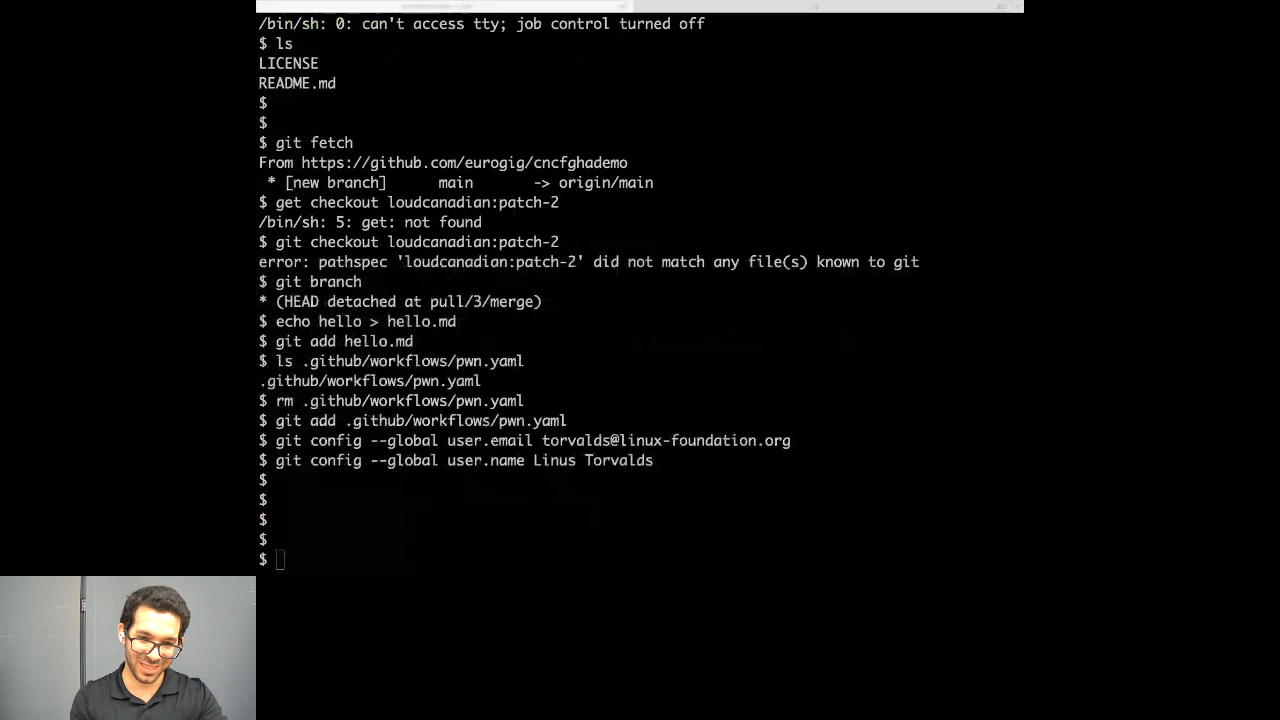 /bin/sh: 0: can't access tty; job control turned off
$ ls
LICENSE
README.md
$
$
$ git fetch
From https://github.com/eurogig/cncfghademo
 * [new branch]      main       -> origin/main
$ get checkout loudcanadian:patch-2
/bin/sh: 5: get: not found
$ git checkout loudcanadian:patch-2
error: pathspec 'loudcanadian:patch-2' did not match any file(s) known to git
$ git branch
* (HEAD detached at pull/3/merge)
$ echo hello > hello.md
$ git add hello.md
$ ls .github/workflows/pwn.yaml
.github/workflows/pwn.yaml
$ rm .github/workflows/pwn.yaml
$ git add .github/workflows/pwn.yaml
$ git config --global user.email torvalds@linux-foundation.org
$ git config --global user.name Linus Torvalds
$
$
$
$
$